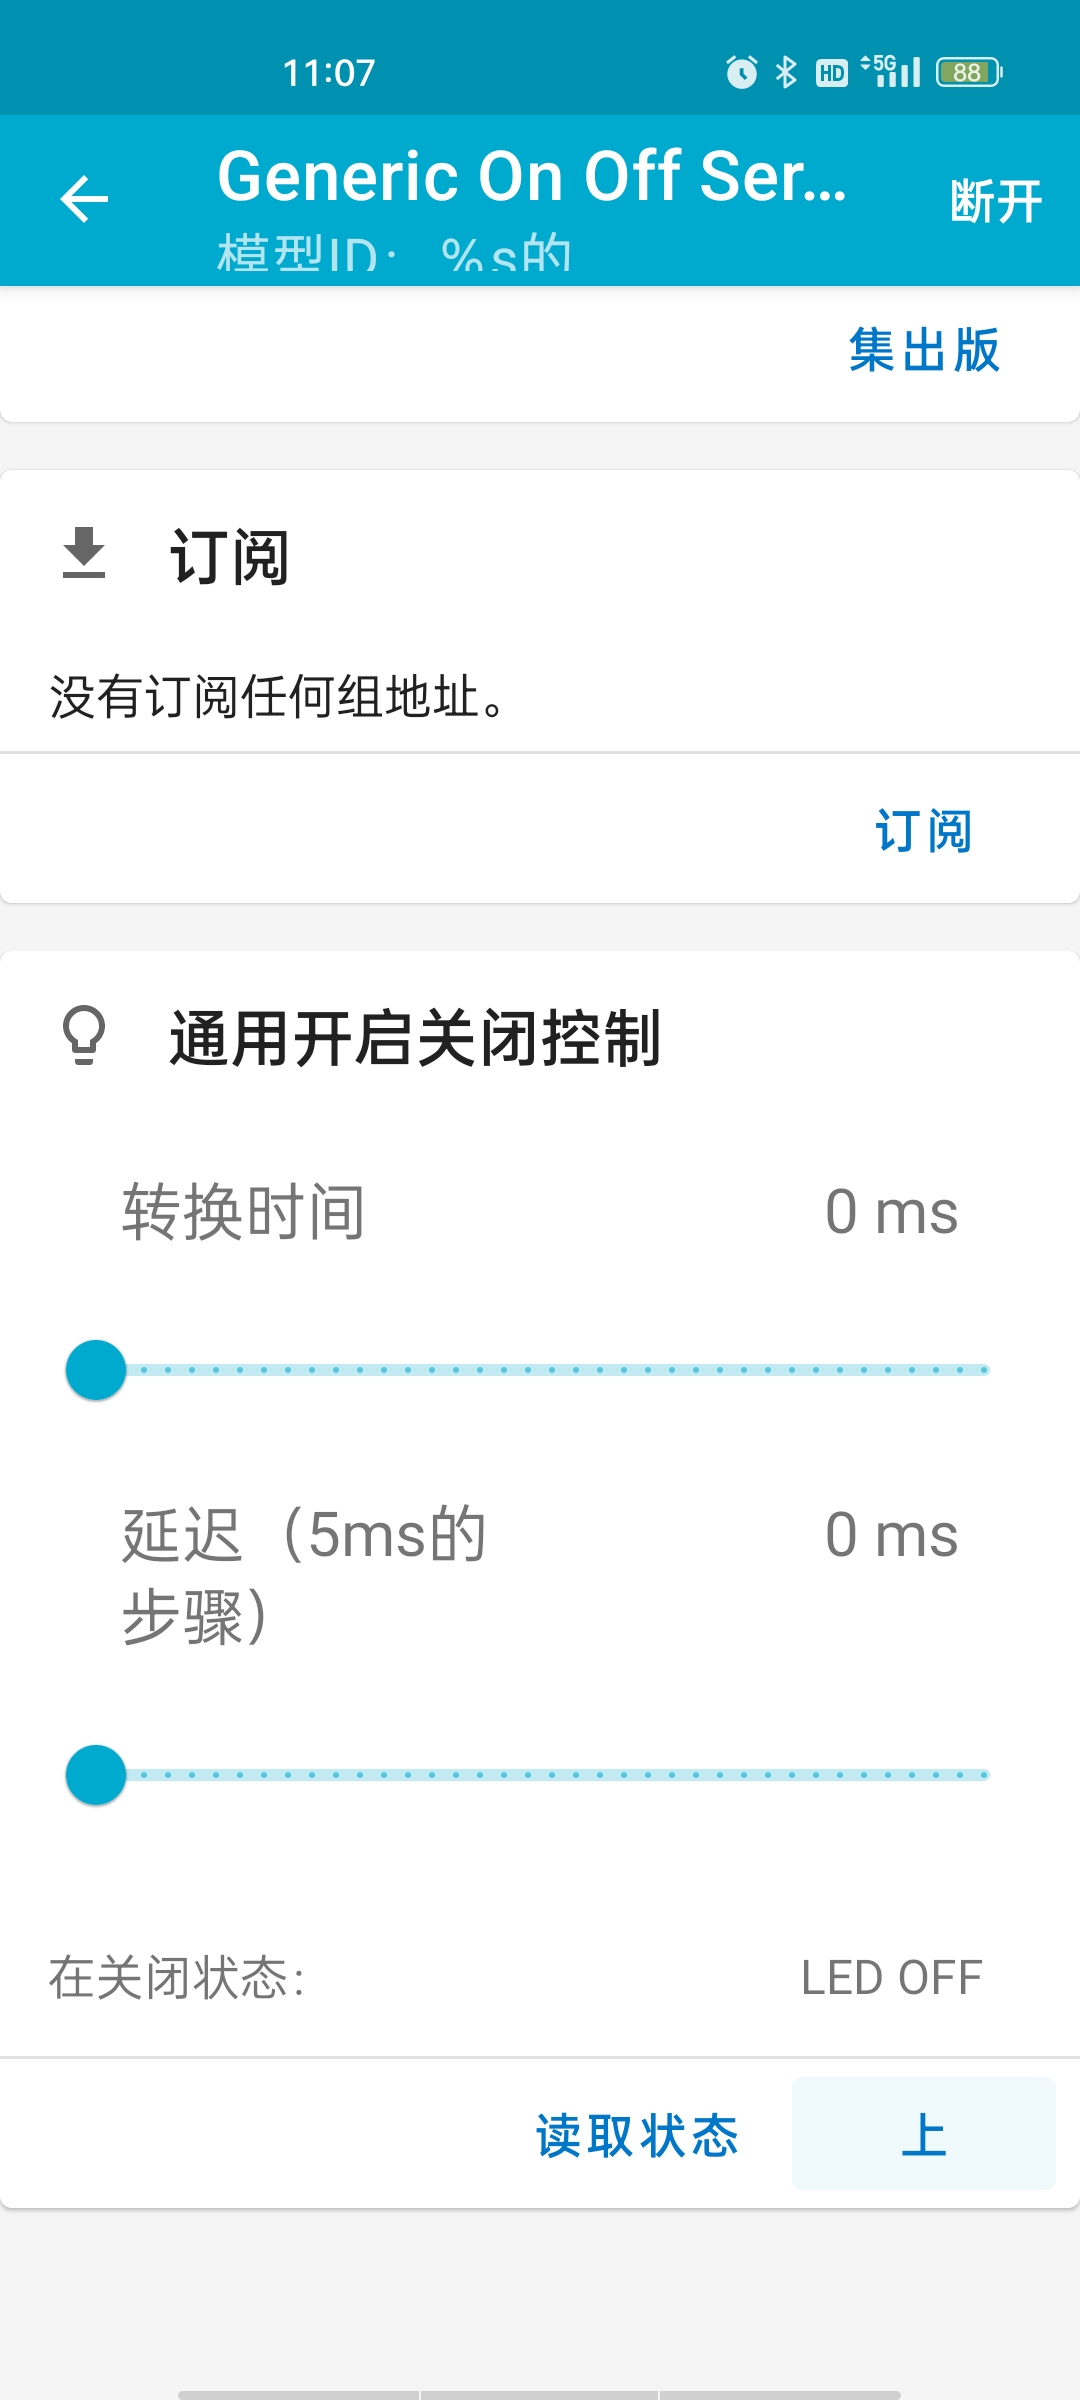 11:07
HD
5G
88
Generic On Off Ser...
断开
模型ID： %s的
集出版
订阅
没有订阅任何组地址。
订阅
通用开启关闭控制
转换时间
0 ms
延迟（5ms的
步骤）
0 ms
在关闭状态：
LED OFF
读取状态
上